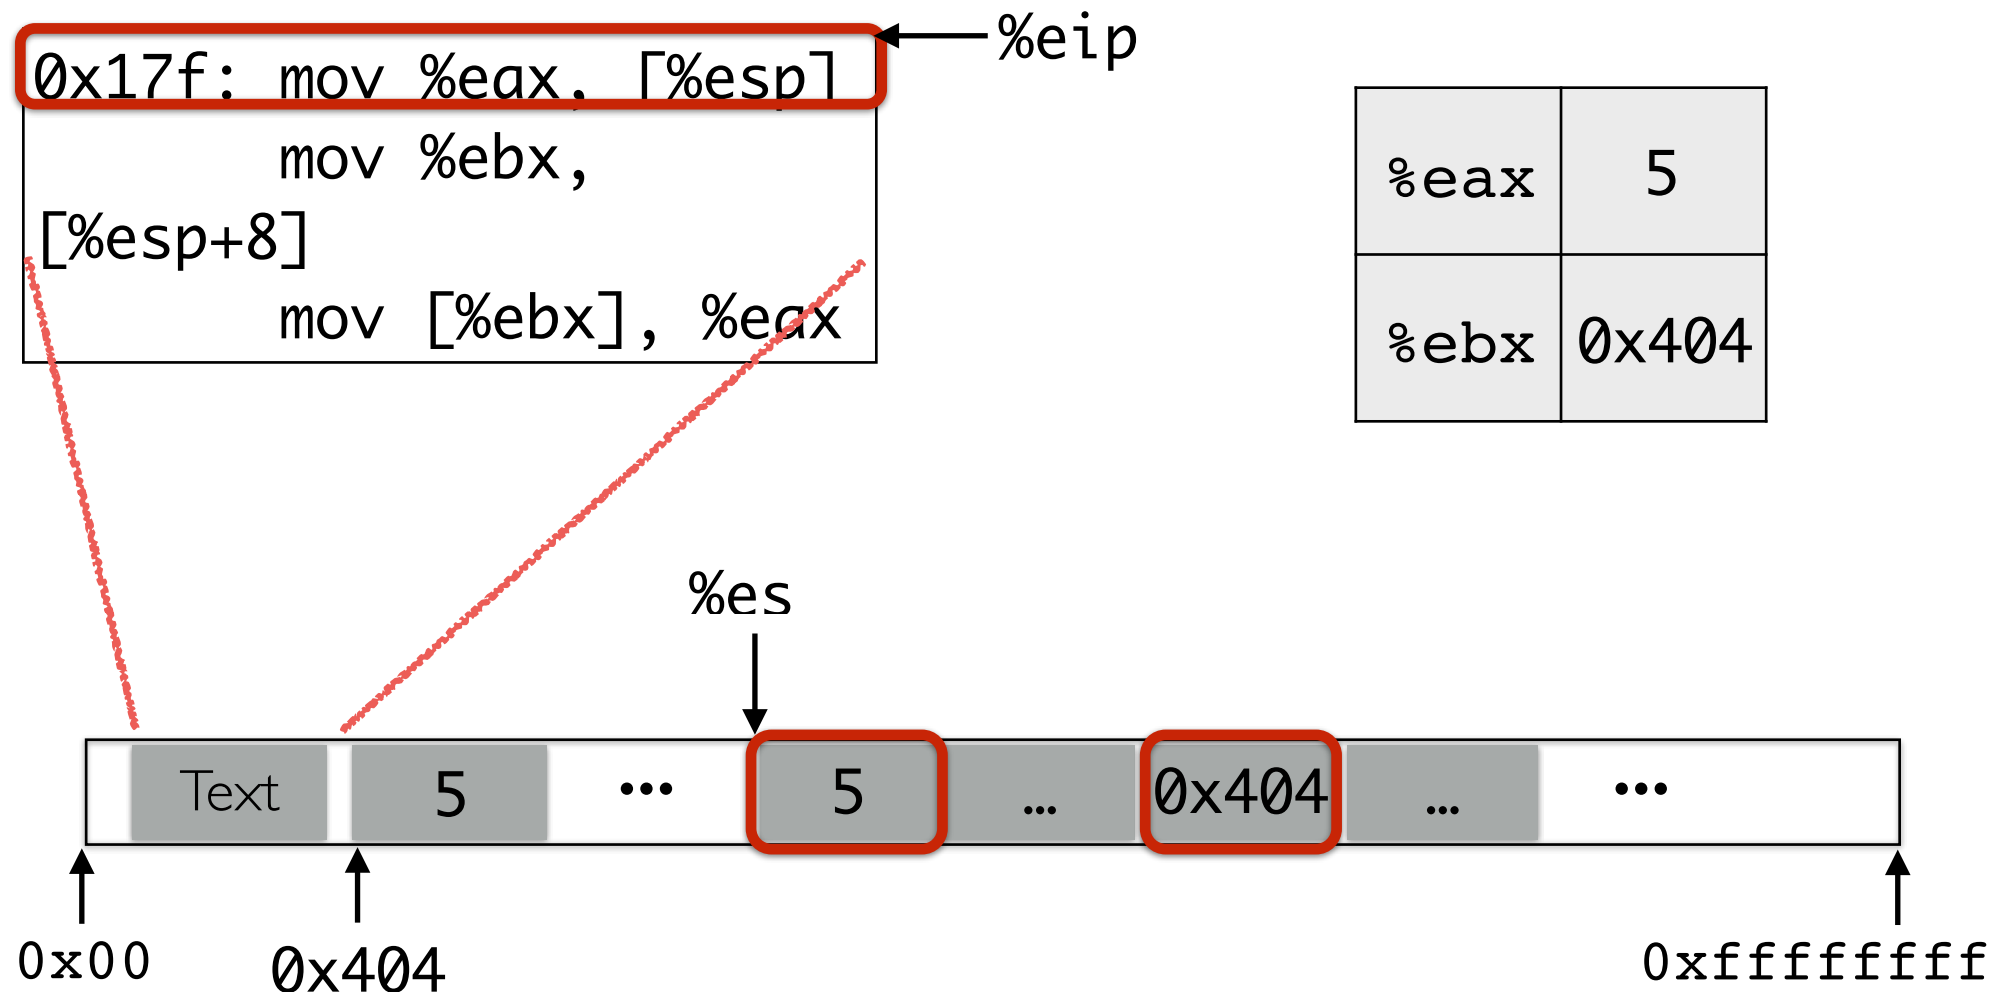 %eip
0x17f: mov %eax, [%esp]
mov %ebx,
[%esp+8]
mov [%ebx], %eax
%eax 5
%ebx 0x404
%es
Text 5 ... 5 ... 0x404 ... ...
0x00 0x404 0xffffffff